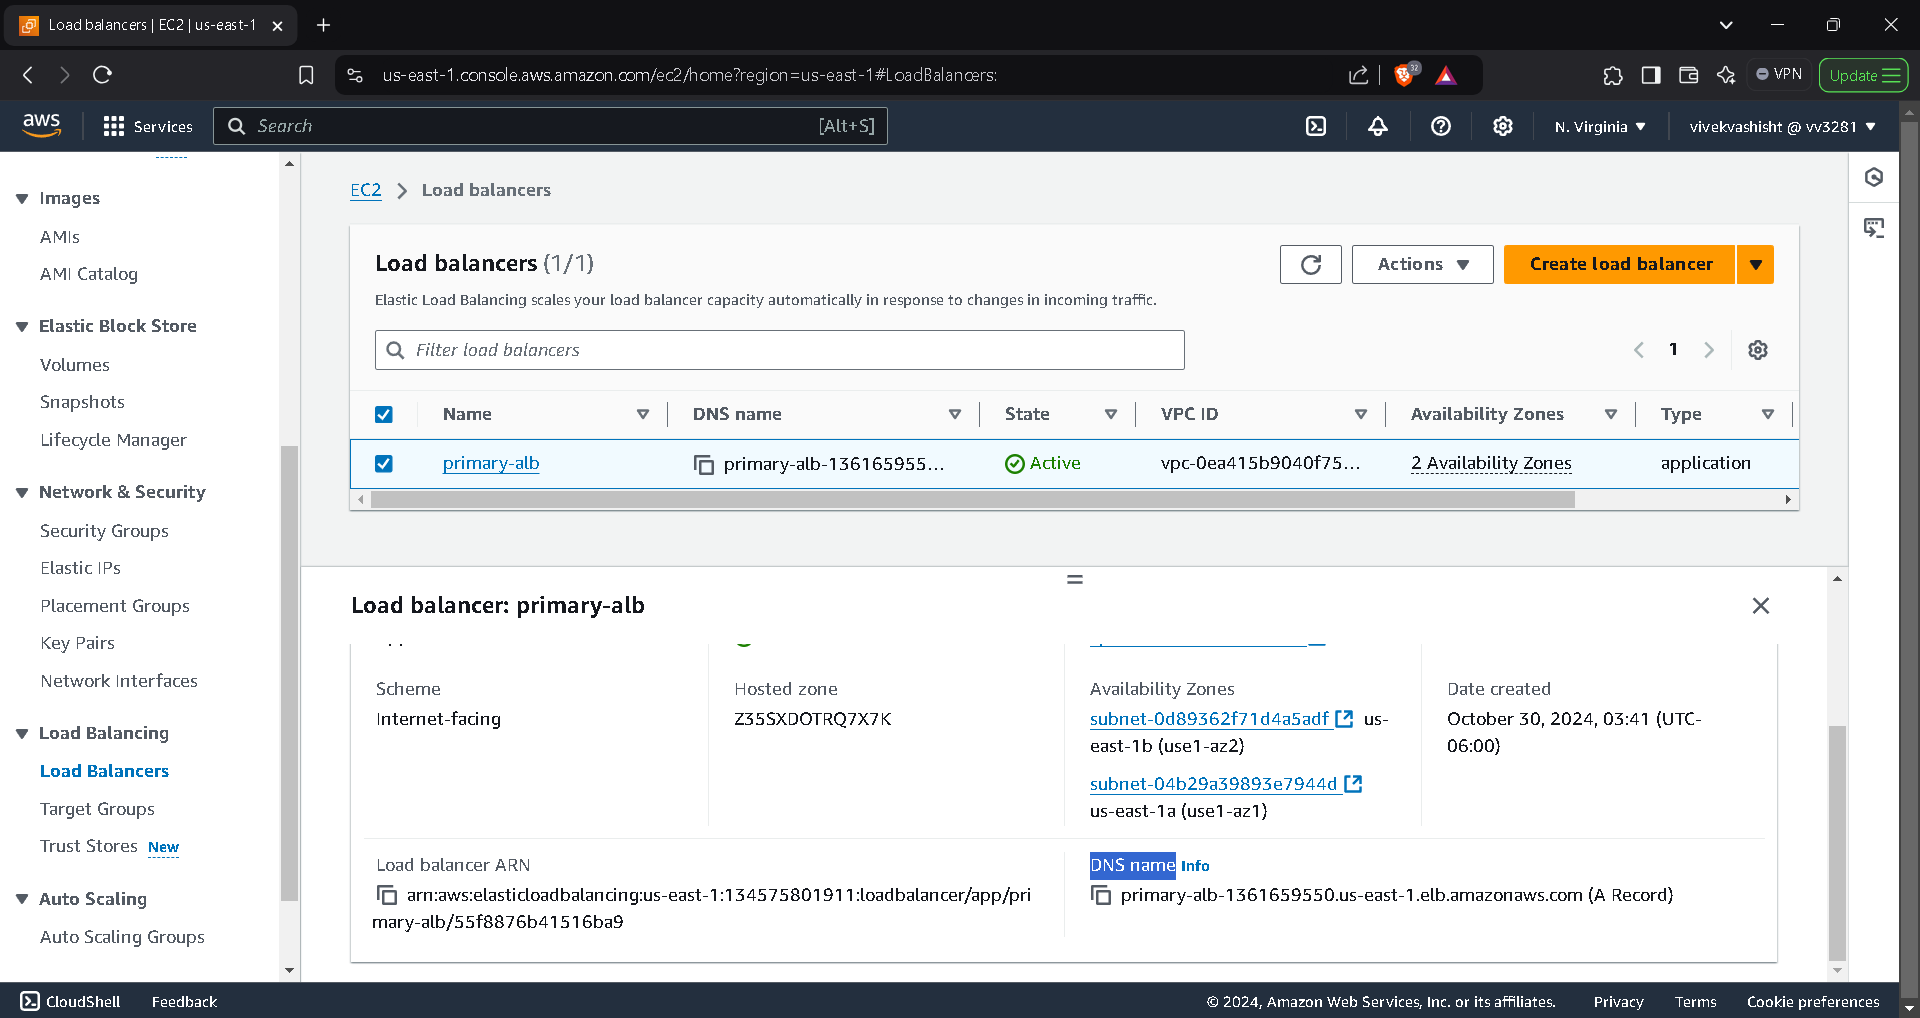 Load balancers | EC2 | us-east-1
us-east-1.console.aws.amazon.com/ec2/home?region=us-east-1#LoadBalancers:
32
VPN
Update
aws
Services
Search
[Alt+S]
N. Virginia
vivekvashisht @ vv3281
Images
AMIs
AMI Catalog
Elastic Block Store
Volumes
Snapshots
Lifecycle Manager
Network & Security
Security Groups
Elastic IPs
Placement Groups
Key Pairs
Network Interfaces
Load Balancing
Load Balancers
Target Groups
Trust Stores New
Auto Scaling
Auto Scaling Groups
EC2 > Load balancers
Load balancers (1/1)
Actions
Create load balancer
Elastic Load Balancing scales your load balancer capacity automatically in response to changes in incoming traffic.
Filter load balancers
1
Name DNS name State VPC ID Availability Zones Type
primary-alb primary-alb-136165955... Active vpc-0ea415b9040f75... 2 Availability Zones application
Load balancer: primary-alb
Scheme
Internet-facing
Hosted zone
Z35SXDOTRQ7X7K
Availability Zones
subnet-0d89362f71d4a5adf us-
east-1b (use1-az2)
subnet-04b29a39893e7944d
us-east-1a (use1-az1)
Date created
October 30, 2024, 03:41 (UTC-
06:00)
Load balancer ARN
arn:aws:elasticloadbalancing:us-east-1:134575801911:loadbalancer/app/pri
mary-alb/55f8876b41516ba9
DNS name Info
primary-alb-1361659550.us-east-1.elb.amazonaws.com (A Record)
CloudShell
Feedback
© 2024, Amazon Web Services, Inc. or its affiliates.
Privacy
Terms
Cookie preferences